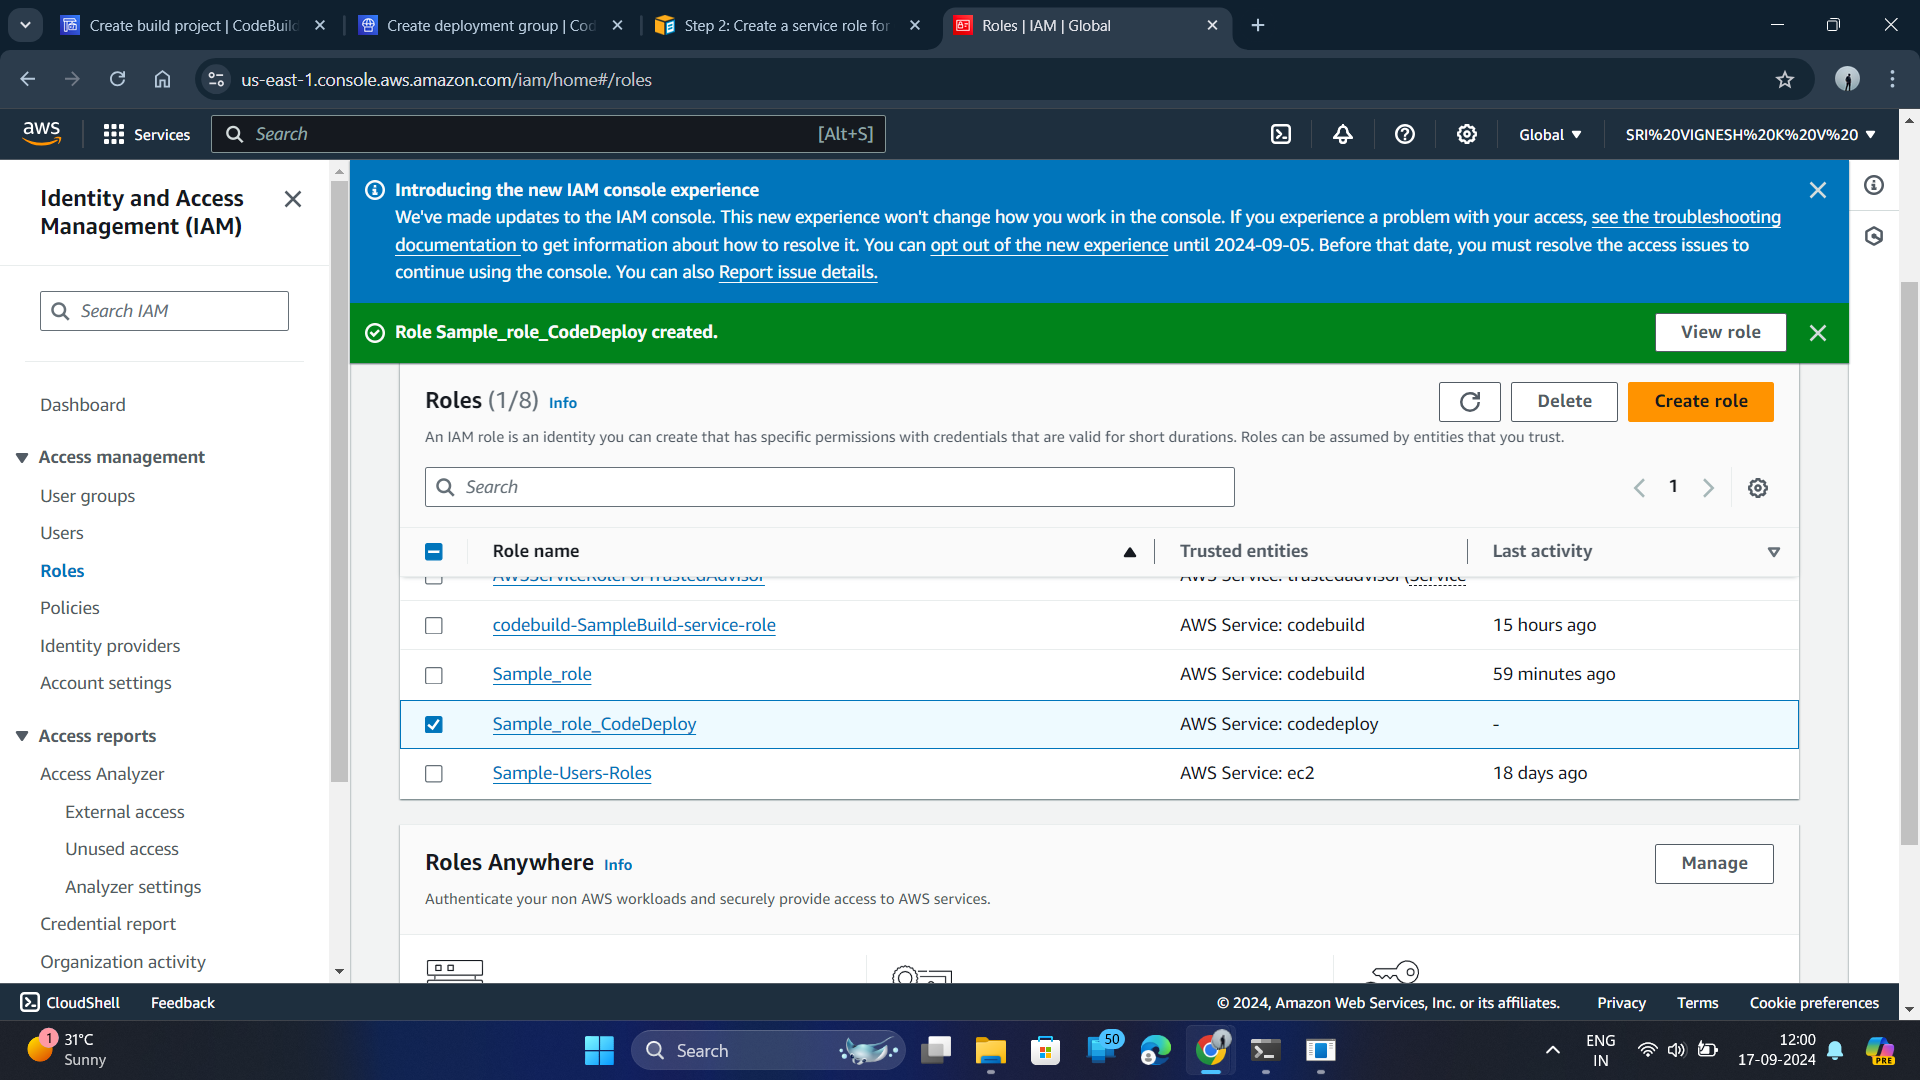 Create build project | CodeBuild
Create deployment group | Cod
Step 2: Create a service role for
Roles | IAM | Global
us-east-1.console.aws.amazon.com/iam/home#/roles
aws
Services
Search
[Alt+S]
Global
SRI%20VIGNESH%20K%20V%20
Identity and Access
Management (IAM)
Search IAM
Dashboard
Access management
User groups
Users
Roles
Policies
Identity providers
Account settings
Access reports
Access Analyzer
External access
Unused access
Analyzer settings
Credential report
Organization activity
Introducing the new IAM console experience
We've made updates to the IAM console. This new experience won't change how you work in the console. If you experience a problem with your access, see the troubleshooting
documentation to get information about how to resolve it. You can opt out of the new experience until 2024-09-05. Before that date, you must resolve the access issues to
continue using the console. You can also Report issue details.
Role Sample_role_CodeDeploy created.
View role
Roles (1/8) Info
Delete
Create role
An IAM role is an identity you can create that has specific permissions with credentials that are valid for short durations. Roles can be assumed by entities that you trust.
Search
1
Role name
Trusted entities
Last activity
AWSServiceRoleForTrustedAdvisor
AWS Service: trustedadvisor (Service
codebuild-SampleBuild-service-role
AWS Service: codebuild
15 hours ago
Sample_role
AWS Service: codebuild
59 minutes ago
Sample_role_CodeDeploy
AWS Service: codedeploy
-
Sample-Users-Roles
AWS Service: ec2
18 days ago
Roles Anywhere Info
Manage
Authenticate your non AWS workloads and securely provide access to AWS services.
CloudShell
Feedback
© 2024, Amazon Web Services, Inc. or its affiliates.
Privacy
Terms
Cookie preferences
1
31°C
Sunny
Search
50
ENG
IN
12:00
17-09-2024
PRE